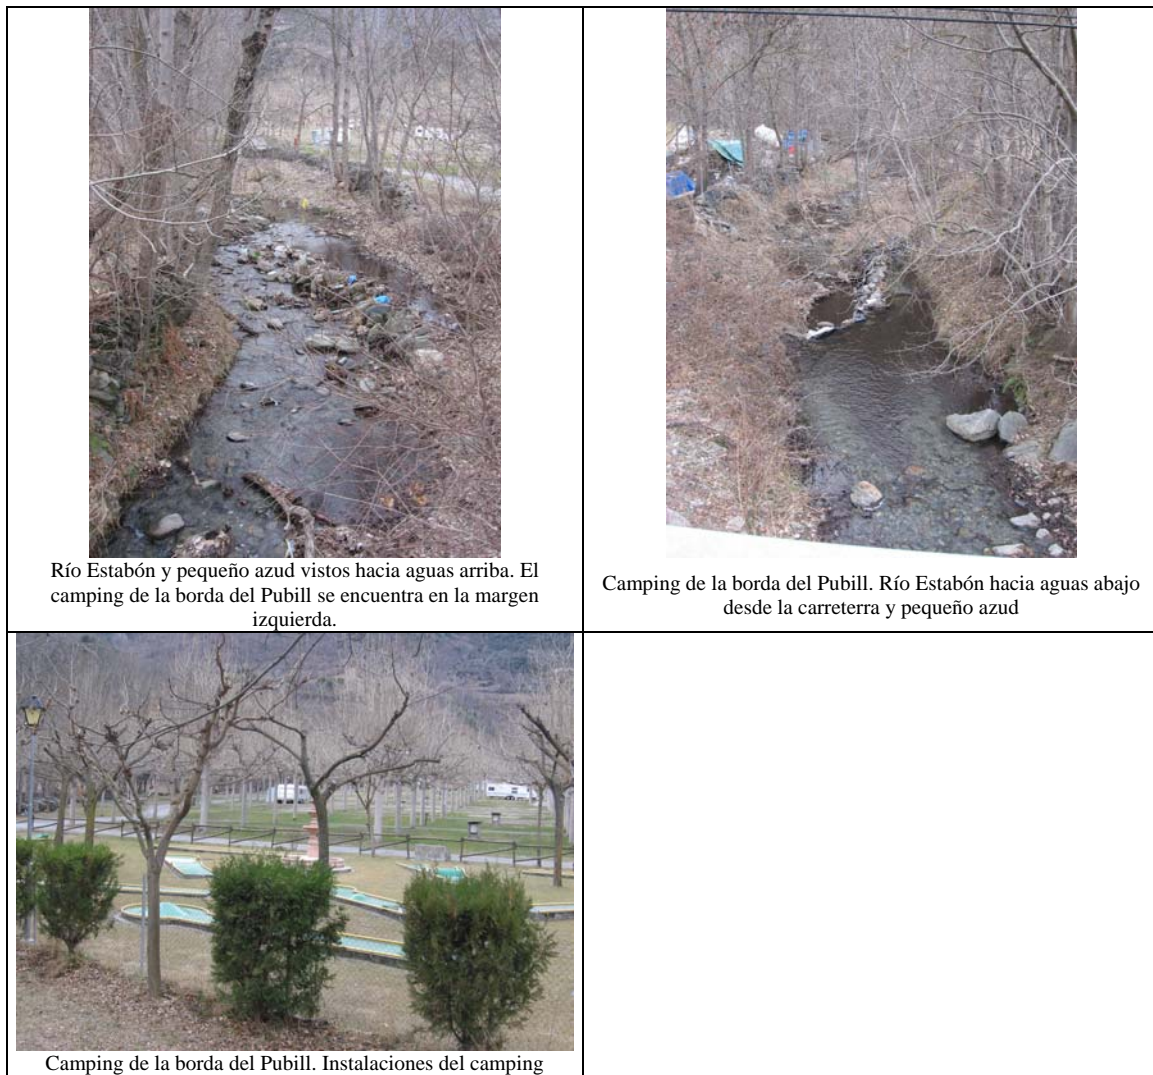 Río Estabón y pequeño azud vistos hacia aguas arriba. El
camping de la borda del Pubill se encuentra en la margen
izquierda.
Camping de la borda del Pubill. Río Estabón hacia aguas abajo
desde la carreterra y pequeño azud
Camping de la borda del Pubill. Instalaciones del camping